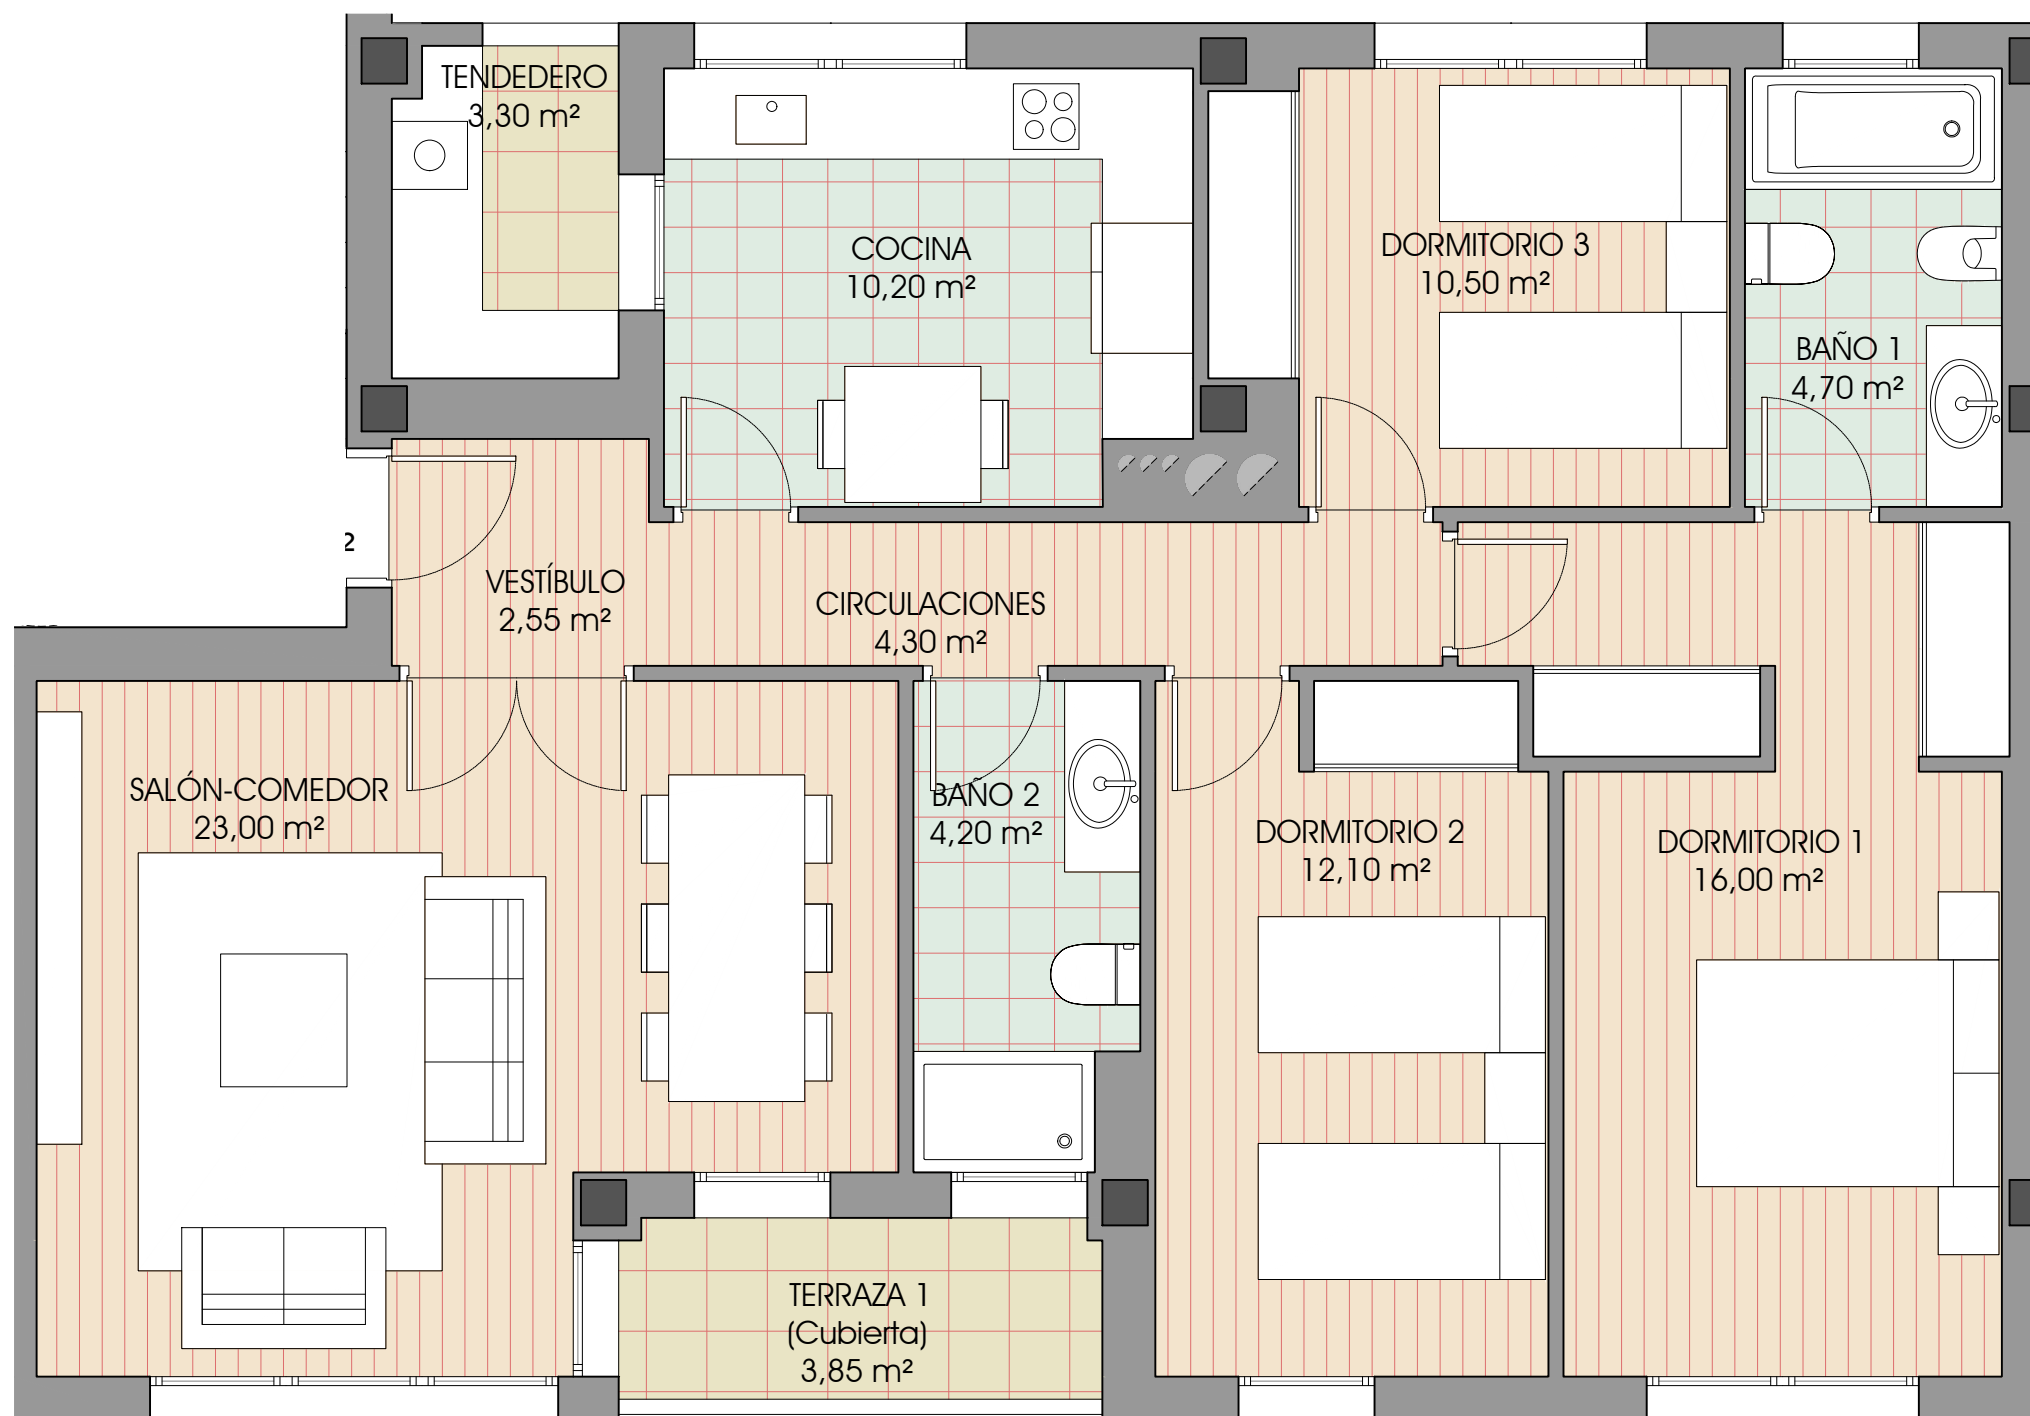 TENDEDERO
3,30 m²
COCINA
10,20 m²
DORMITORIO 3
10,50 m²
BAÑO 1
4,70 m²
2
VESTÍBULO
2,55 m²
CIRCULACIONES
4,30 m²
SALÓN-COMEDOR
23,00 m²
BAÑO 2
4,20 m²
DORMITORIO 2
12,10 m²
DORMITORIO 1
16,00 m²
TERRAZA 1
(Cubierta)
3,85 m²